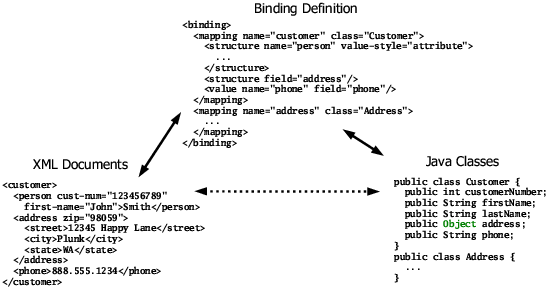 Binding Definition
<binding>
  <mapping name="customer" class="Customer">
    <structure name="person" value-style="attribute">
      ...
    </structure>
    <structure field="address"/>
    <value name="phone" field="phone"/>
  </mapping>
  <mapping name="address" class="Address">
    ...
  </mapping>
</binding>
XML Documents
<customer>
  <person cust-num="123456789"
    first-name="John">Smith</person>
  <address zip="98059">
    <street>12345 Happy Lane</street>
    <city>Plunk</city>
    <state>WA</state>
  </address>
  <phone>888.555.1234</phone>
</customer>
Java Classes
public class Customer {
  public int customerNumber;
  public String firstName;
  public String lastName;
  public Object address;
  public String phone;
}
public class Address {
  ...
}